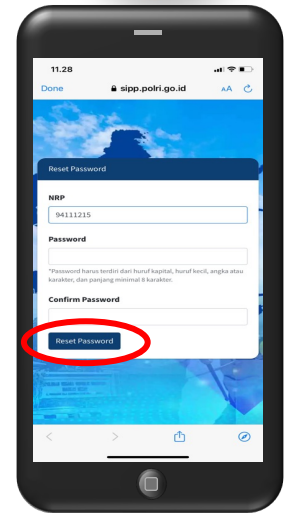 11.28
Done sipp.polri.go.id AA
Reset Password
NRP
94111215
Password
*Password harus terdiri dari huruf kapital, huruf kecil, angka atau
karakter, dan panjang minimal 8 karakter.
Confirm Password
Reset Password